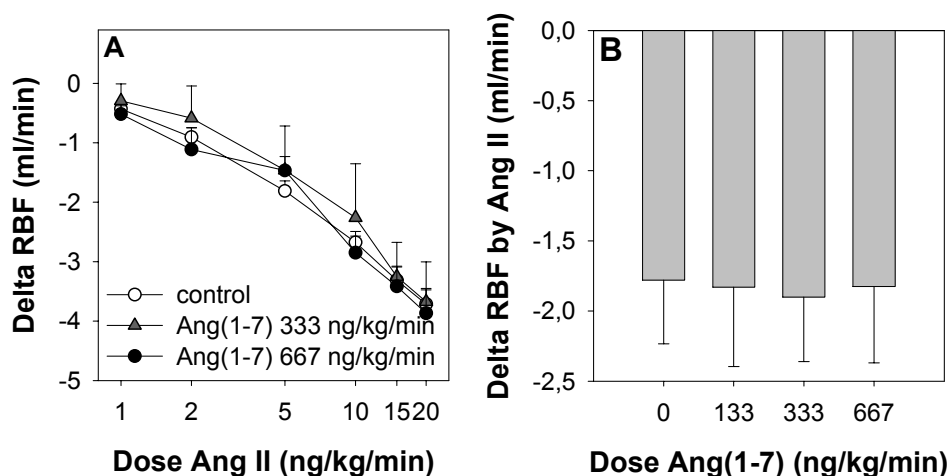 A
Delta RBF (ml/min)
0
-1
-2
-3
-4
-5
control
Ang(1-7) 333 ng/kg/min
Ang(1-7) 667 ng/kg/min
1 2 5 10 15 20
Dose Ang II (ng/kg/min)
B
Delta RBF by Ang II (ml/min)
0,0
-0,5
-1,0
-1,5
-2,0
-2,5
0 133 333 667
Dose Ang(1-7) (ng/kg/min)